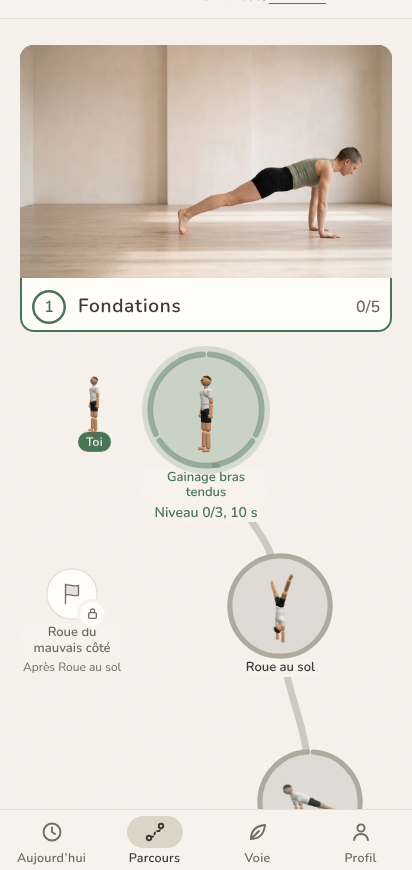 1 Fondations 0/5
Toi
Gainage bras
tendus
Niveau 0/3, 10 s
Roue du
mauvais côté
Après Roue au sol
Roue au sol
Aujourd'hui Parcours Voie Profil